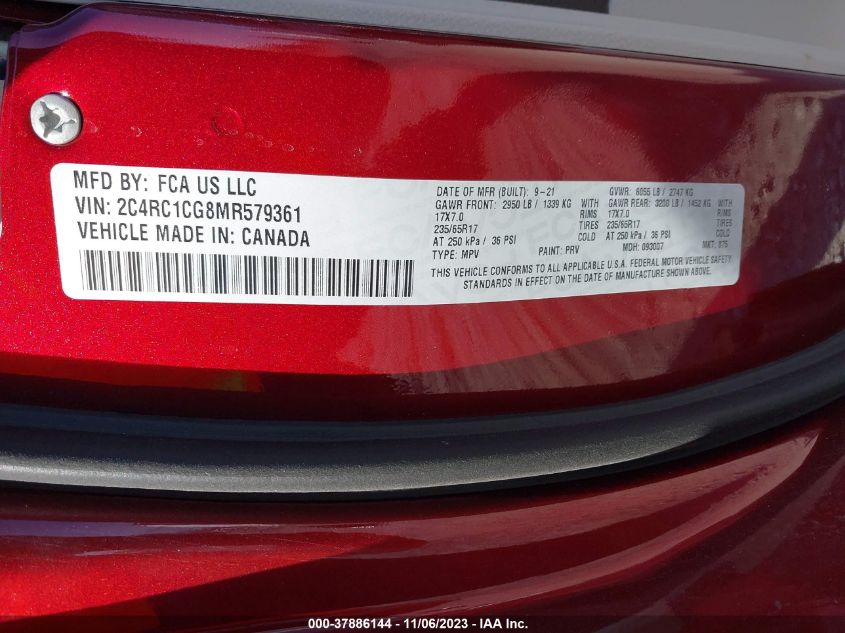 MFD BY: FCA US LLC
VIN: 2C4RC1CG8MR579361
VEHICLE MADE IN: CANADA
DATE OF MFR (BUILT): 9-21 GVWR: 6055 LB / 2747 KG
GAWR FRONT: 2950 LB / 1339 KG WITH GAWR REAR: 3200 LB / 1452 KG WITH
17X7.0 RIMS 17X7.0 RIMS
235/65R17 TIRES 235/65R17 TIRES
AT 250 kPa / 36 PSI COLD AT 250 kPa / 36 PSI COLD
TYPE: MPV PAINT: PRV MDH: 093007 MKT: B75
THIS VEHICLE CONFORMS TO ALL APPLICABLE U.S.A. FEDERAL MOTOR VEHICLE SAFETY
STANDARDS IN EFFECT ON THE DATE OF MANUFACTURE SHOWN ABOVE.
000-37886144 - 11/06/2023 - IAA Inc.